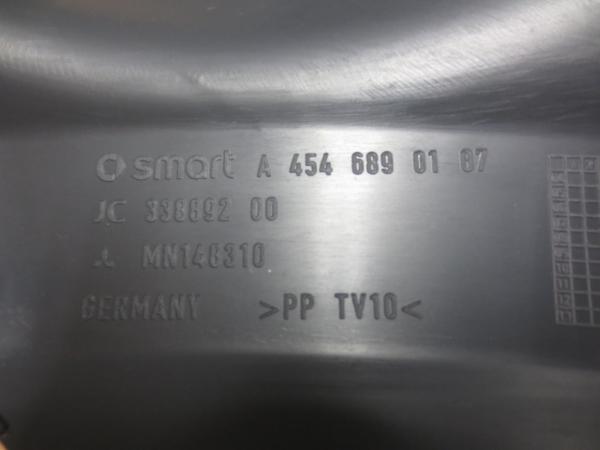 smart A 454 689 01 87
JC 338692 00
MN146310
GERMANY >PP TV10<